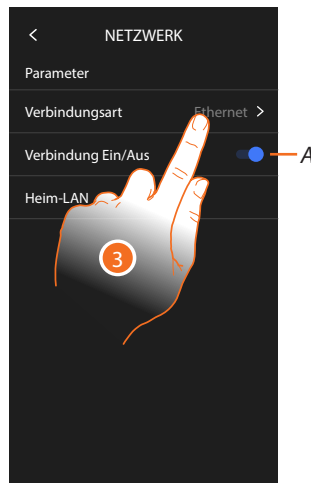 < NETZWERK
Parameter
Verbindungsart Ethernet >
Verbindung Ein/Aus A
Heim-LAN
3